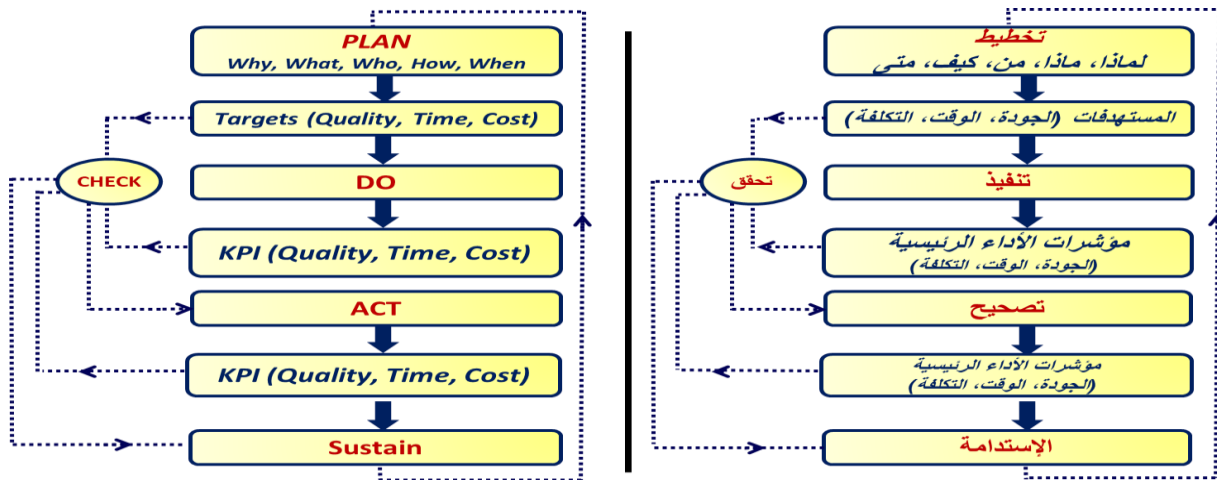 PLAN
Why, What, Who, How, When
Targets (Quality, Time, Cost)
CHECK
DO
KPI (Quality, Time, Cost)
ACT
KPI (Quality, Time, Cost)
Sustain
تخطيط
لماذا، ماذا، من، كيف، متى
المستهدفات (الجودة، الوقت، التكلفة)
تحقق
تنفيذ
مؤشرات الأداء الرئيسية
(الجودة، الوقت، التكلفة)
تصحيح
مؤشرات الأداء الرئيسية
(الجودة، الوقت، التكلفة)
الإستدامة